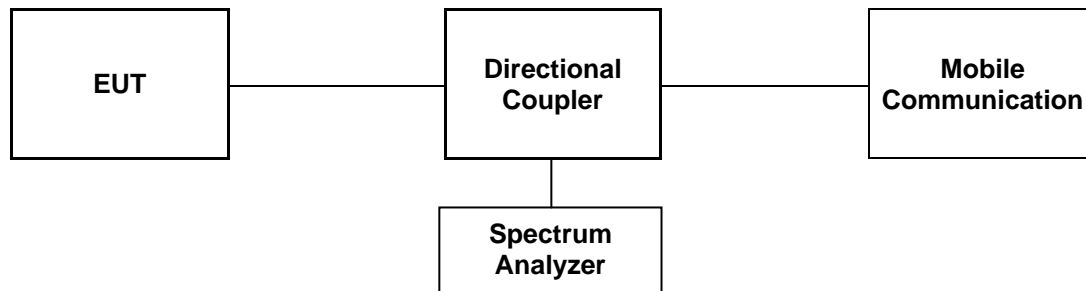 EUT
Directional
Coupler
Mobile
Communication
Spectrum
Analyzer